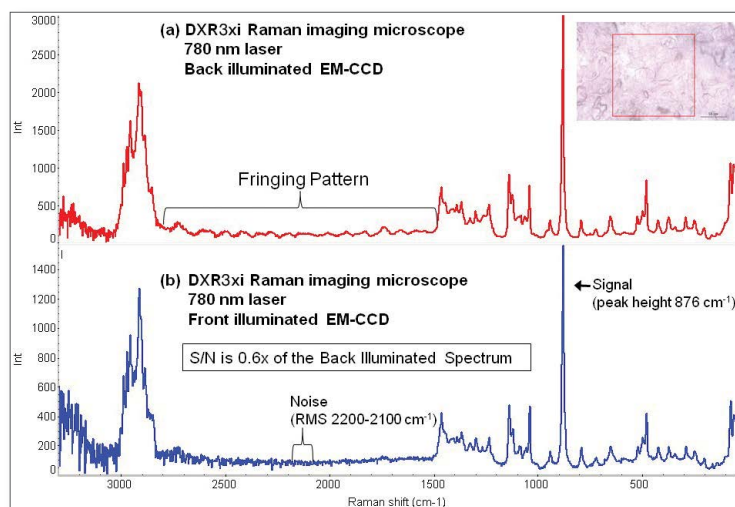 (a) DXR3xi Raman imaging microscope
780 nm laser
Back illuminated EM-CCD
3000
2500
2000
1500
1000
500
0
Int
Fringing Pattern
(b) DXR3xi Raman imaging microscope
780 nm laser
Front illuminated EM-CCD
Signal
(peak height 876 cm-1)
S/N is 0.6x of the Back Illuminated Spectrum
Noise
(RMS 2200-2100 cm-1)
1400
1200
1000
800
600
400
200
0
Int
3000
2500
2000
1500
1000
500
Raman shift (cm-1)